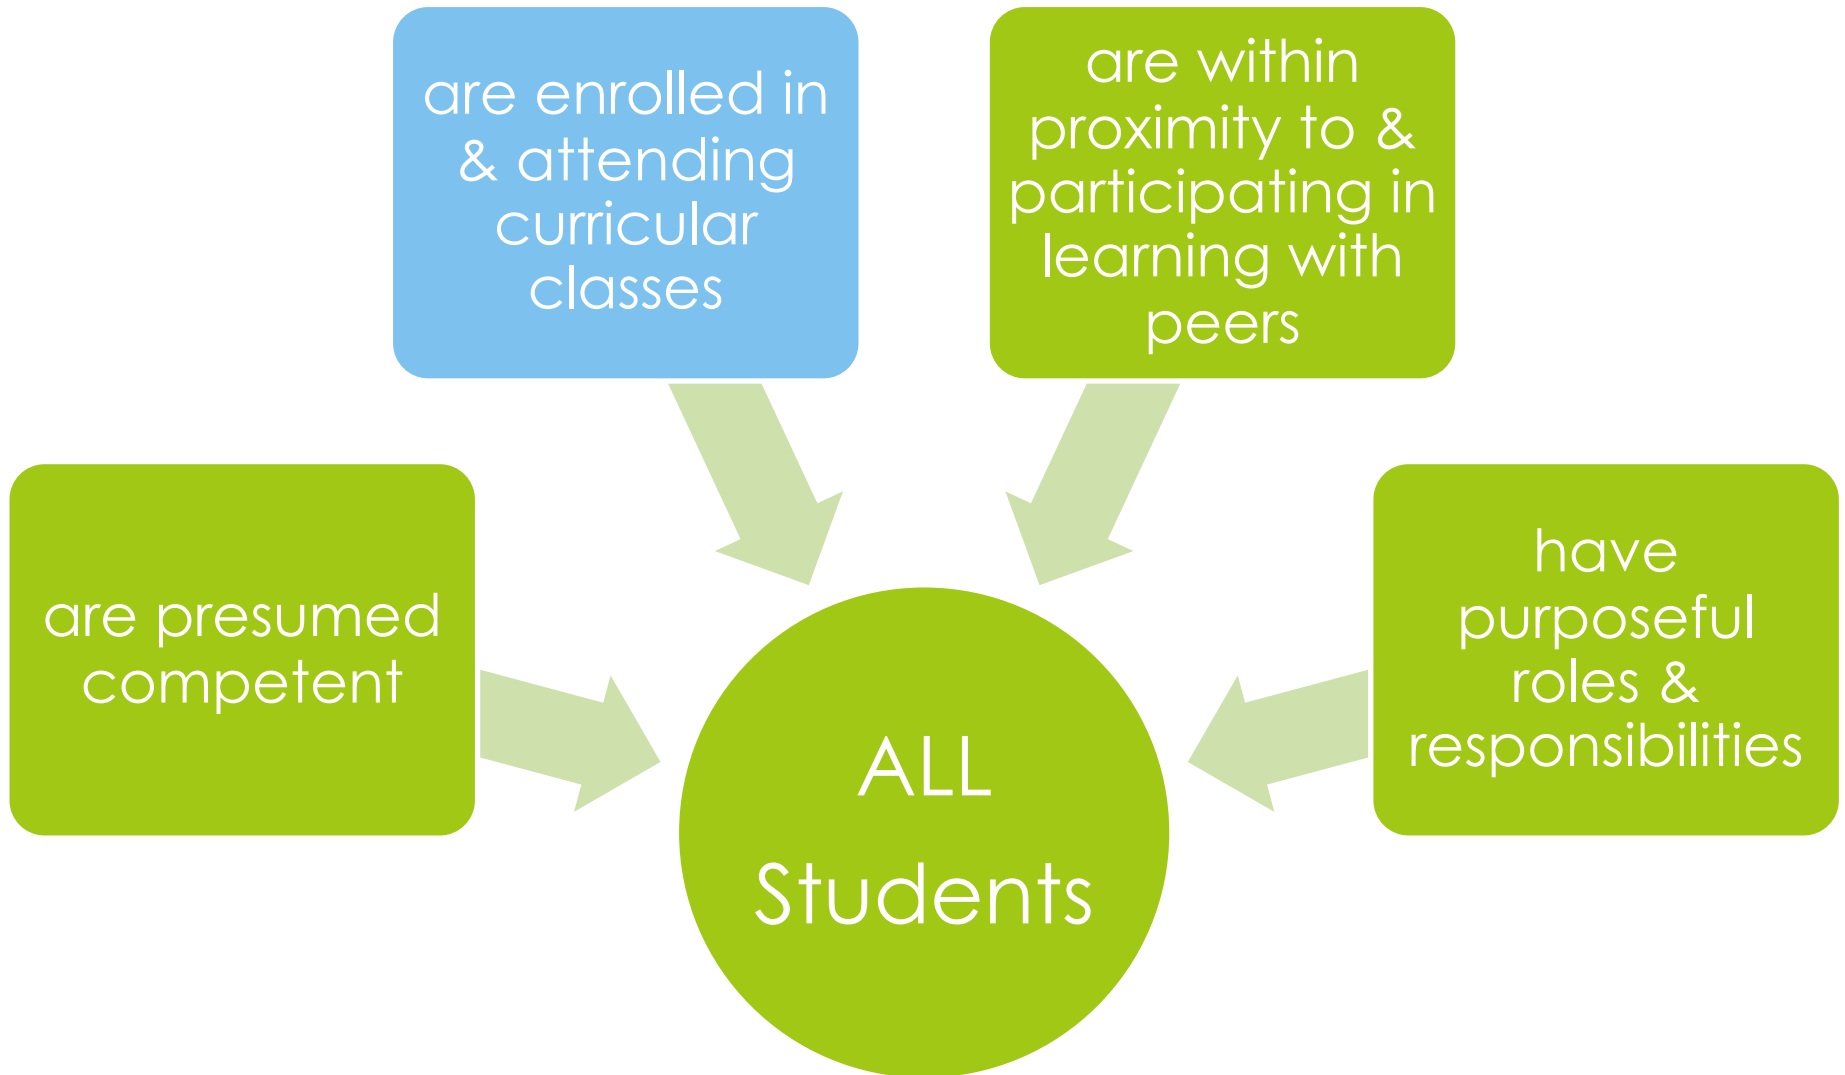 are presumed
competent
are enrolled in
& attending
curricular
classes
are within
proximity to &
participating in
learning with
peers
have
purposeful
roles &
responsibilities
ALL
Students